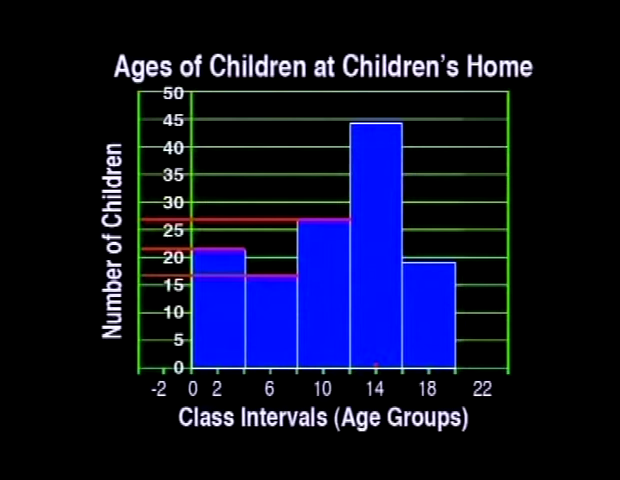 Ages of Children at Children's Home
50
45
40
35
30
25
20
15
10
5
0
Number of Children
-2 0 2 6 10 14 18 22
Class Intervals (Age Groups)